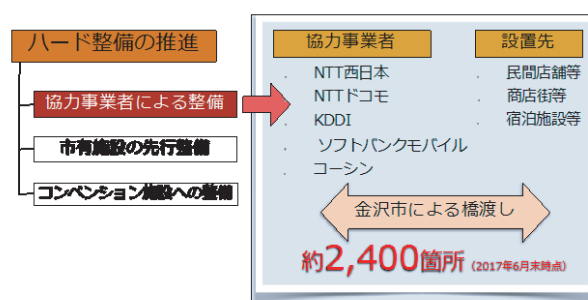 ハード整備の推進
協力事業者による整備
市有施設の先行整備
コンベンション施設への整備
協力事業者
. NTT西日本
. NTTドコモ
. KDDI
. ソフトバンクモバイル
. コーシン
設置先
. 民間店舗等
. 商店街等
. 宿泊施設等
金沢市による橋渡し
約2,400箇所（2017年6月末時点）